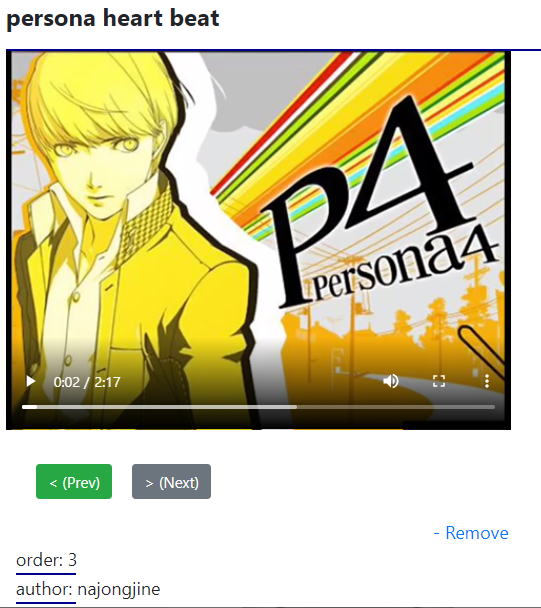 persona heart beat
P4
Persona4
0:02 / 2:17
< (Prev)
> (Next)
- Remove
order: 3
author: najongjine